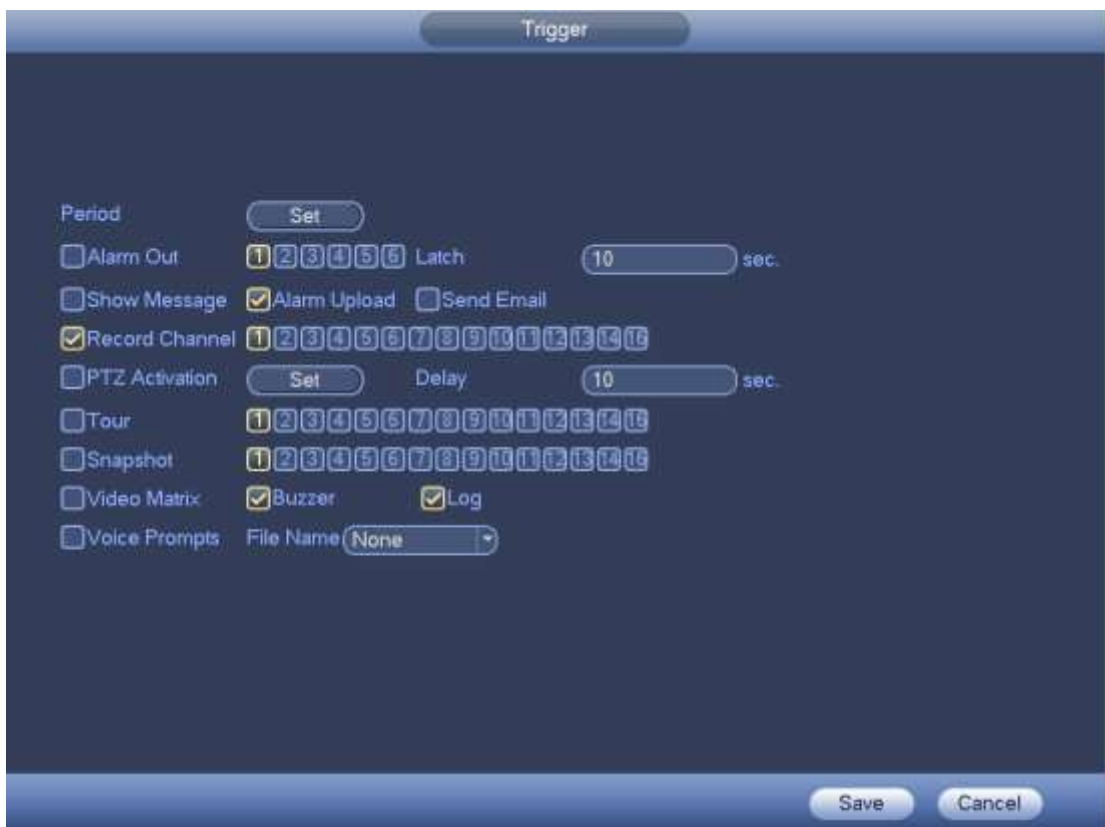 Trigger
Period Set
Alarm Out 1 2 3 4 5 6 Latch 10 sec.
Show Message Alarm Upload Send Email
Record Channel 1 2 3 4 5 6 7 8 9 10 11 12 13 14
PTZ Activation Set Delay 10 sec.
Tour 1 2 3 4 5 6 7 8 9 10 11 12 13 14
Snapshot 1 2 3 4 5 6 7 8 9 10 11 12 13 14
Video Matrix Buzzer Log
Voice Prompts File Name None
Save Cancel